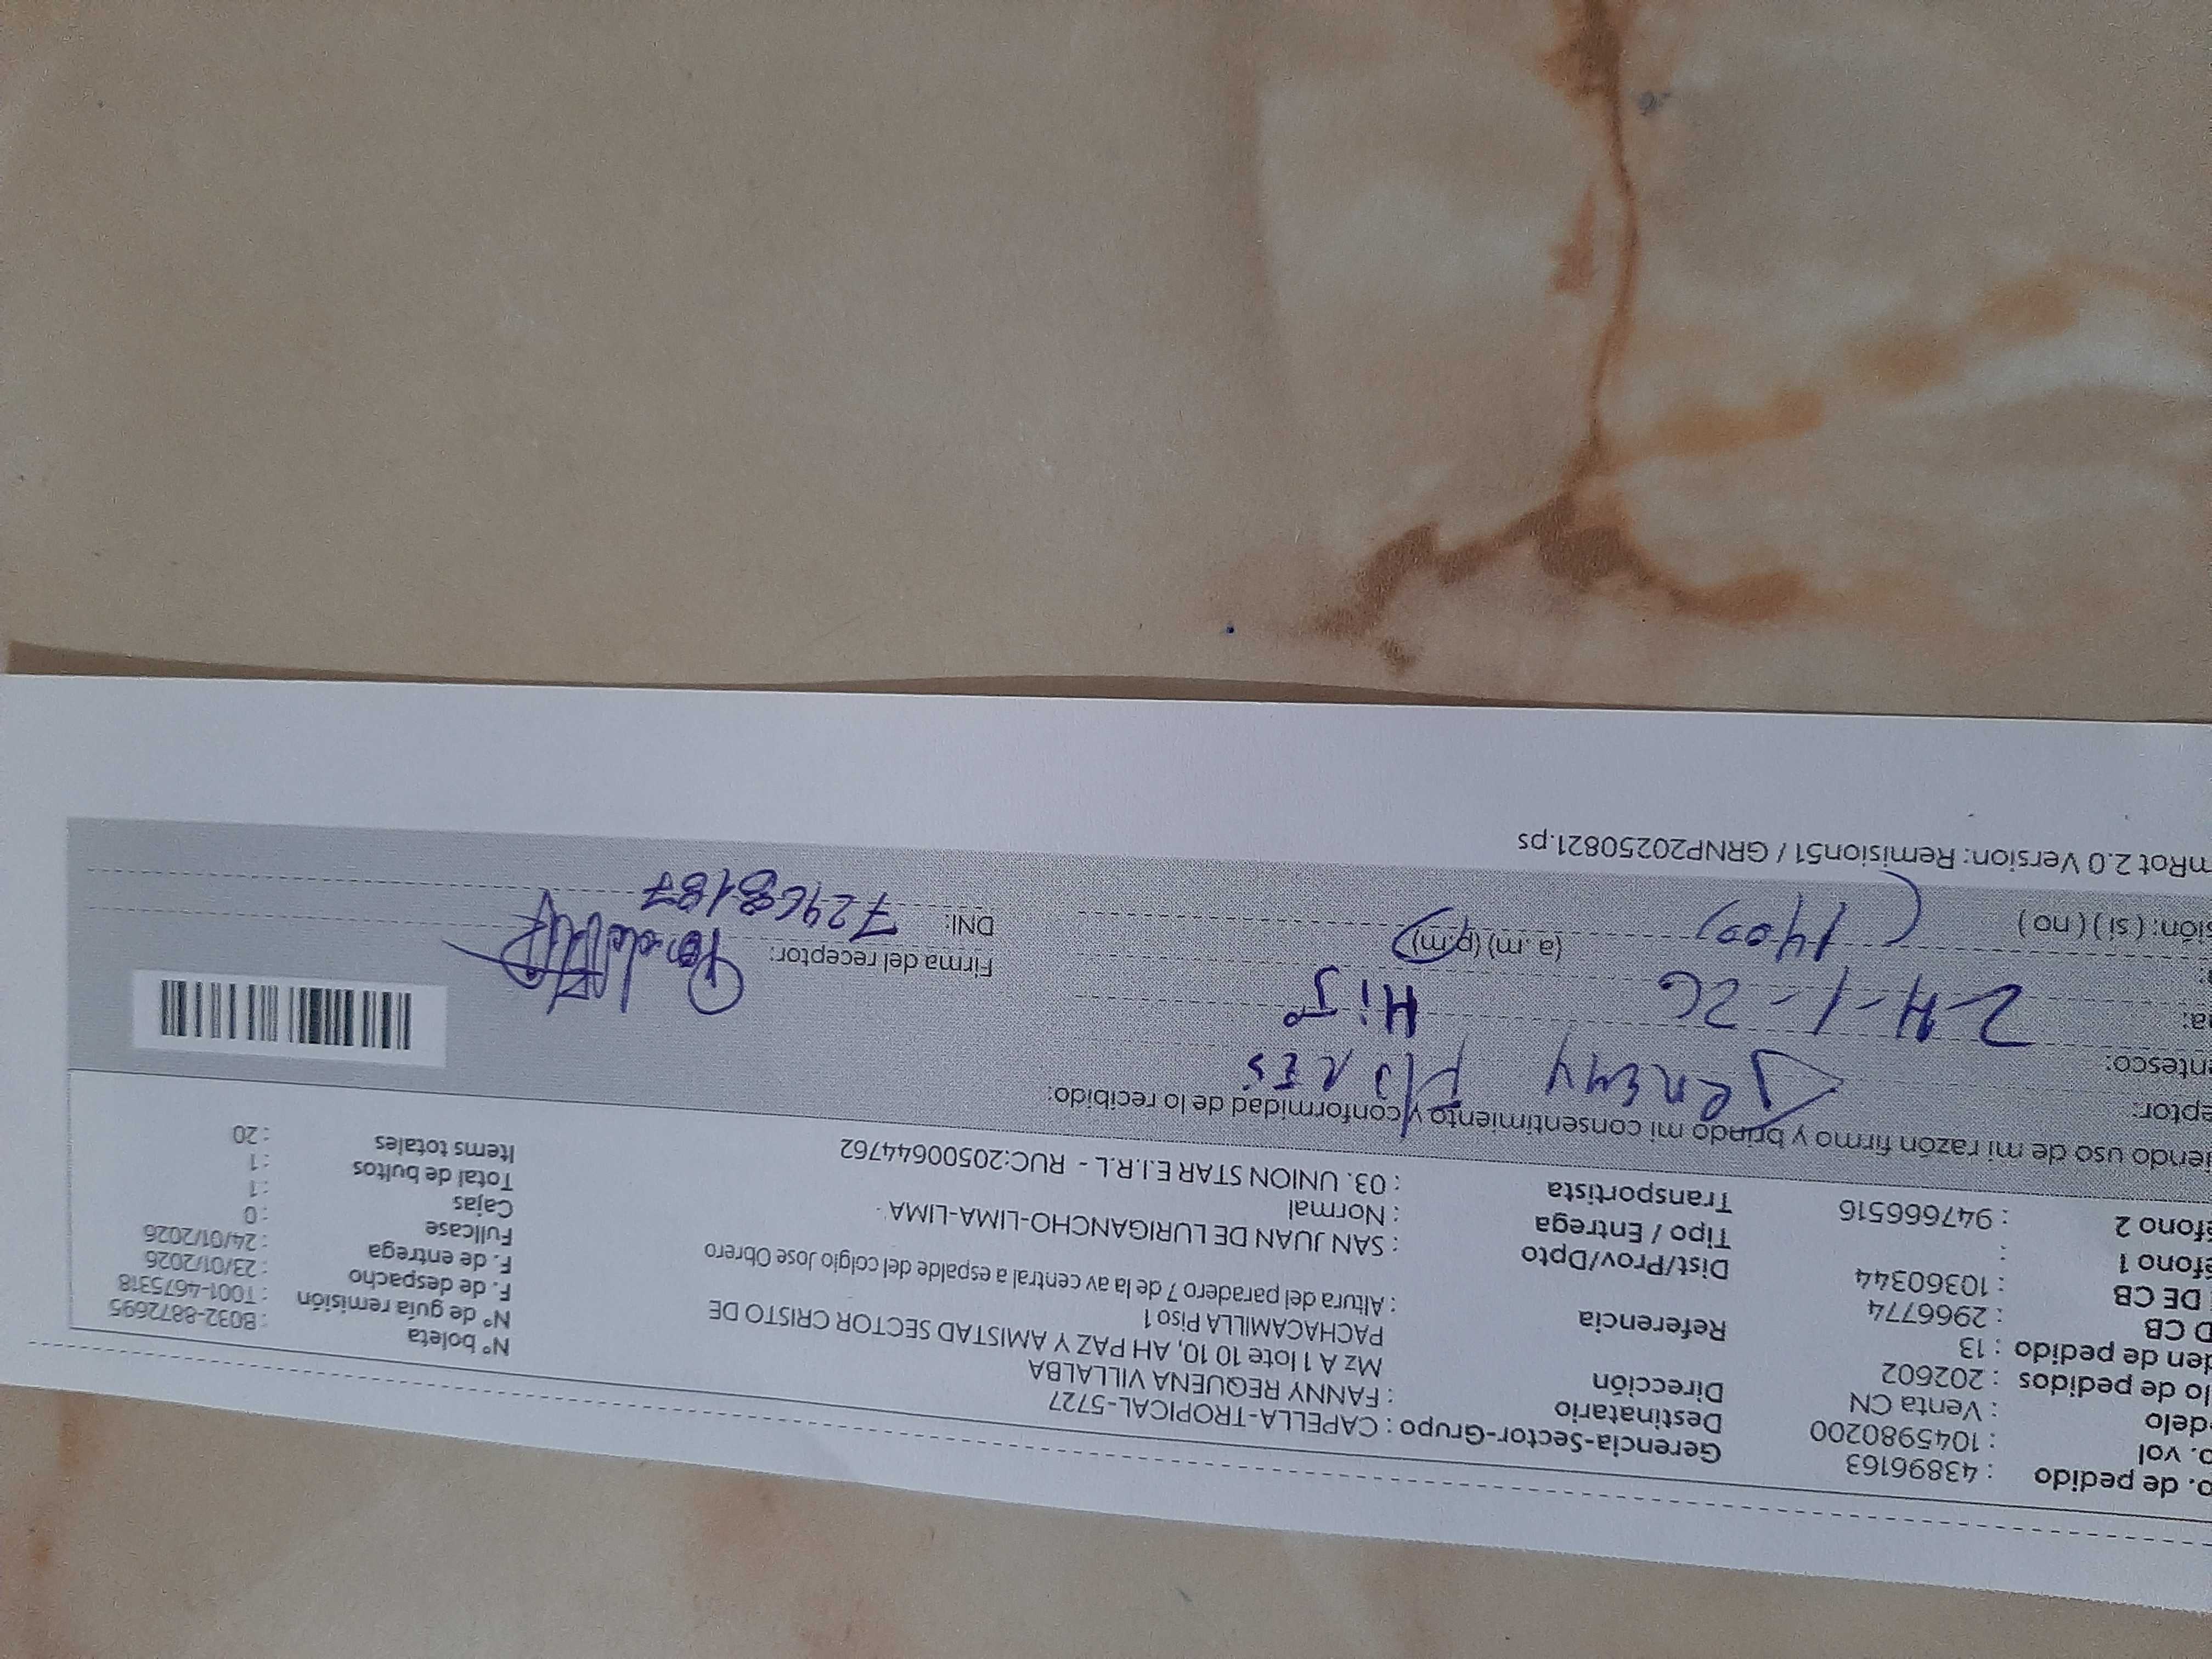 o. de pedido : 43896163
o. vol : 1045980200
delo : Venta CN
lo de pedidos : 202602
den de pedido : 13
D CB : 2966774
DE CB : 10360344
éfono 1 :
éfono 2 : 947666516
Gerencia-Sector-Grupo : CAPELLA-TROPICAL-5727
Destinatario : FANNY REQUENA VILLALBA
Dirección Mz A 1 lote 10 10, AH PAZ Y AMISTAD SECTOR CRISTO DE
PACHACAMILLA Piso 1
Referencia : Altura del paradero 7 de la av central a espalde del colgio Jose Obrero
Dist/Prov/Dpto : SAN JUAN DE LURIGANCHO-LIMA-LIMA
Tipo / Entrega : Normal
Transportista : 03. UNION STAR E.I.R.L - RUC:20500644762
N° boleta : B032-8872695
N° de guía remisión : T001-4675318
F. de despacho : 23/01/2026
F. de entrega : 24/01/2026
Fullcase : 0
Cajas : 1
Total de bultos : 1
Items totales : 20
iendo uso de mi razón firmo y brindo mi consentimiento y conformidad de lo recibido:
eptor: Jeremy flores
entesco: Hijo
a: 24-1-26
(1400) (a.m) (p.m)
sión: (si) (no)
Firma del receptor:
DNI: 72968187
mRot 2.0 Version: Remision51 / GRNP20250821.ps